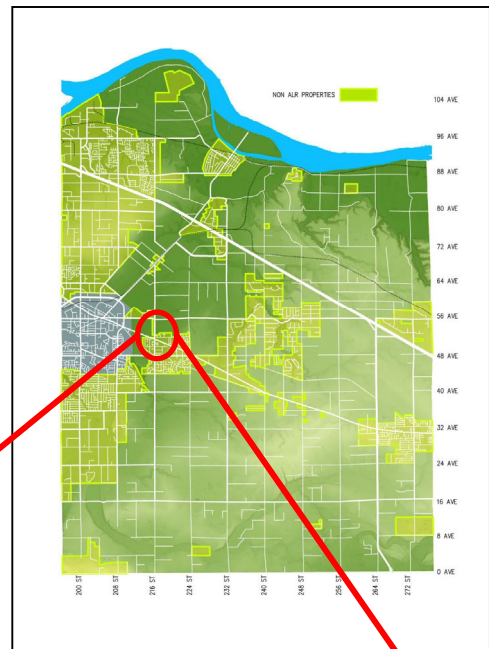 NON ALR PROPERTIES
104 AVE
96 AVE
88 AVE
80 AVE
72 AVE
64 AVE
56 AVE
48 AVE
40 AVE
32 AVE
24 AVE
16 AVE
8 AVE
0 AVE
200 ST
208 ST
216 ST
224 ST
232 ST
240 ST
248 ST
256 ST
264 ST
272 ST